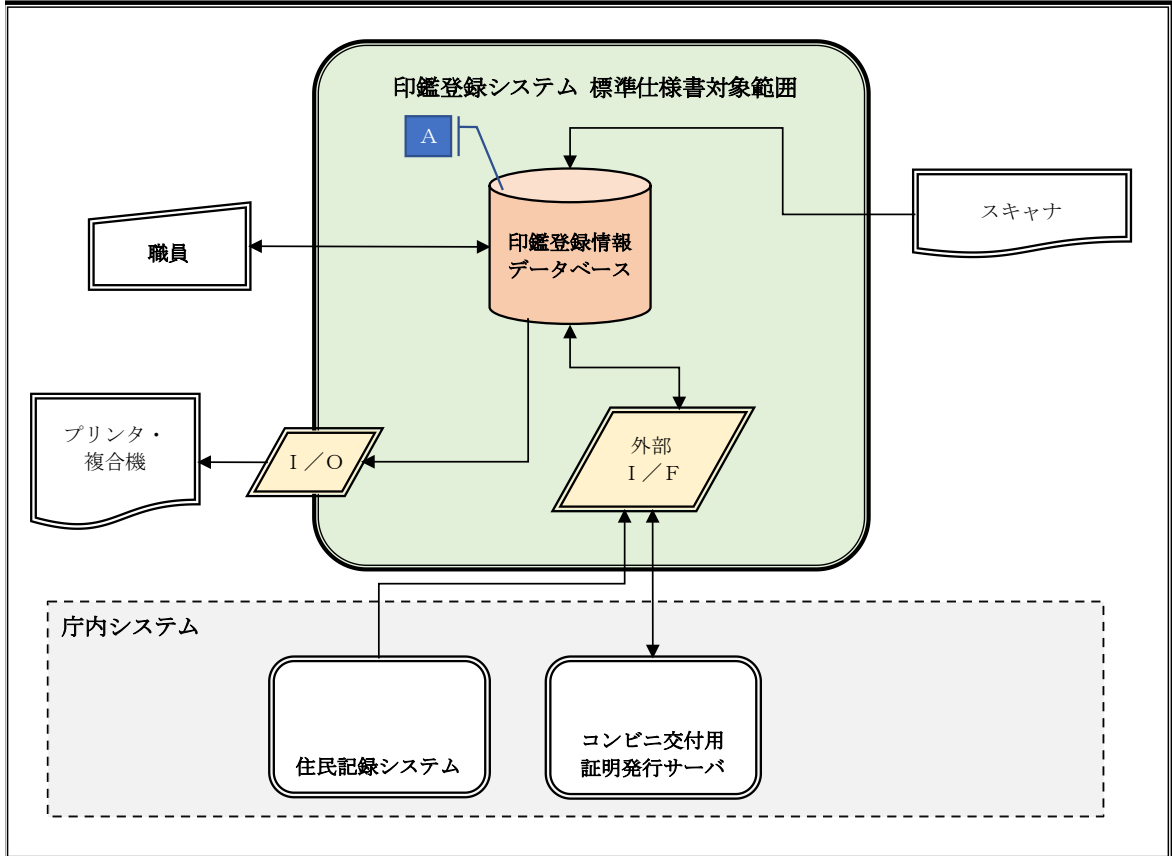 印鑑登録システム 標準仕様書対象範囲
A
スキャナ
職員
印鑑登録情報
データベース
プリンタ・
複合機
Ｉ／Ｏ
外部
Ｉ／Ｆ
庁内システム
住民記録システム
コンビニ交付用
証明発行サーバ